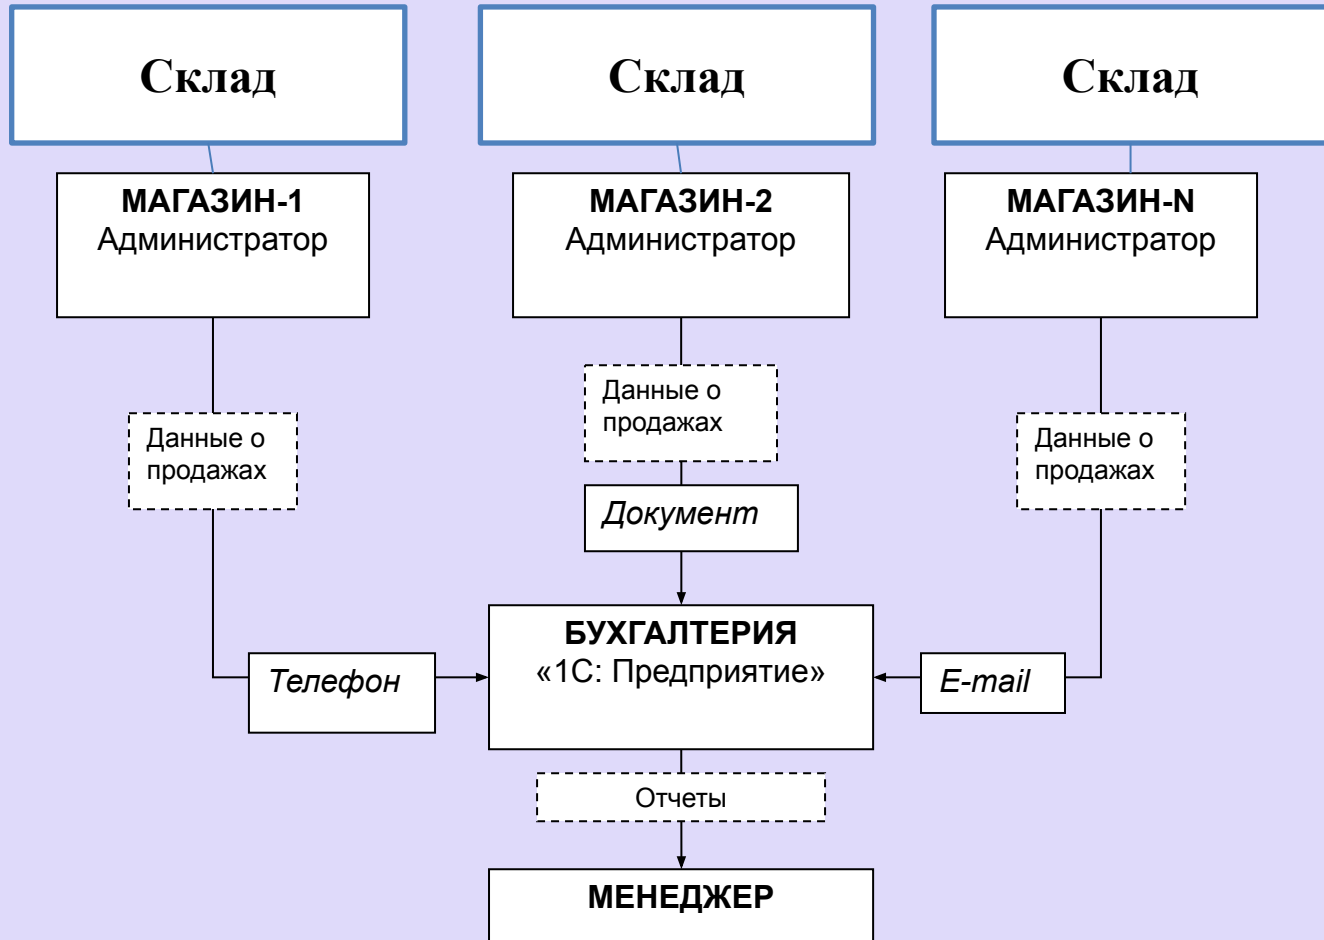 Склад
Склад
Склад
МАГАЗИН-1
Администратор
МАГАЗИН-2
Администратор
МАГАЗИН-N
Администратор
Данные о
продажах
Данные о
продажах
Данные о
продажах
Документ
Телефон
БУХГАЛТЕРИЯ
«1С: Предприятие»
E-mail
Отчеты
МЕНЕДЖЕР